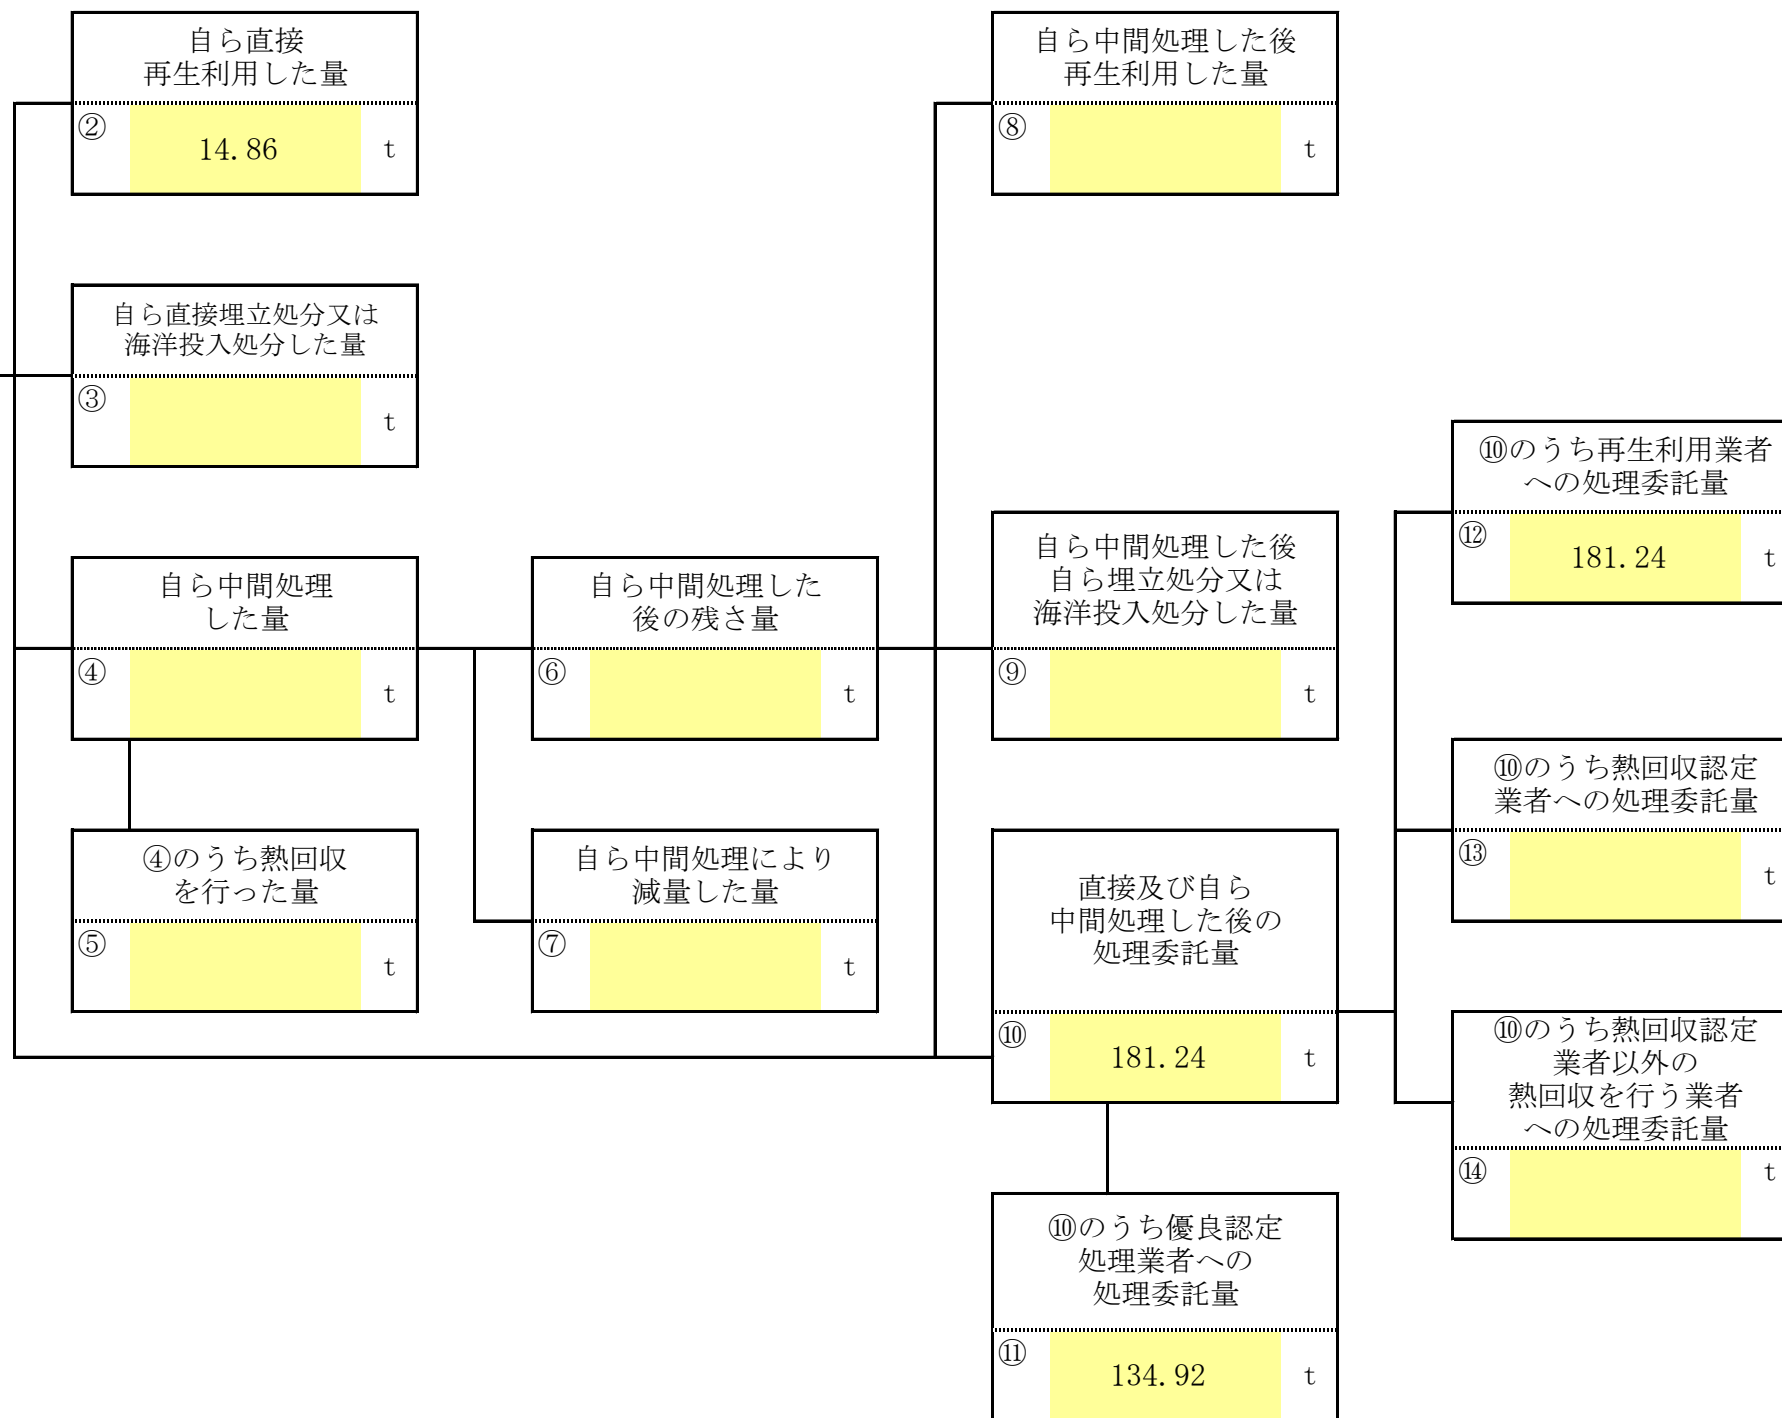 自ら直接
再生利用した量
② 14.86 t
自ら中間処理した後
再生利用した量
⑧ t
自ら直接埋立処分又は
海洋投入処分した量
③ t
⑩のうち再生利用業者
への処理委託量
⑫ 181.24 t
自ら中間処理
した量
④ t
自ら中間処理した
後の残さ量
⑥ t
自ら中間処理した後
自ら埋立処分又は
海洋投入処分した量
⑨ t
⑩のうち熱回収認定
業者への処理委託量
⑬ t
④のうち熱回収
を行った量
⑤ t
自ら中間処理により
減量した量
⑦ t
直接及び自ら
中間処理した後の
処理委託量
⑩ 181.24 t
⑩のうち熱回収認定
業者以外の
熱回収を行う業者
への処理委託量
⑭ t
⑩のうち優良認定
処理業者への
処理委託量
⑪ 134.92 t